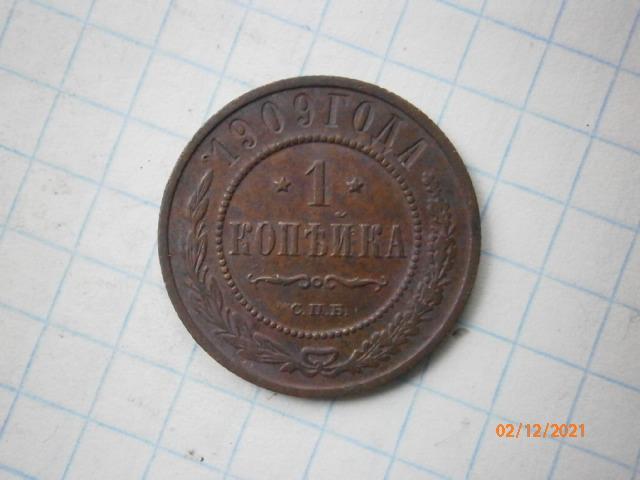 1909 ГОДА
★ 1 ★
КОПѢЙКА
С.П.Б.
02/12/2021